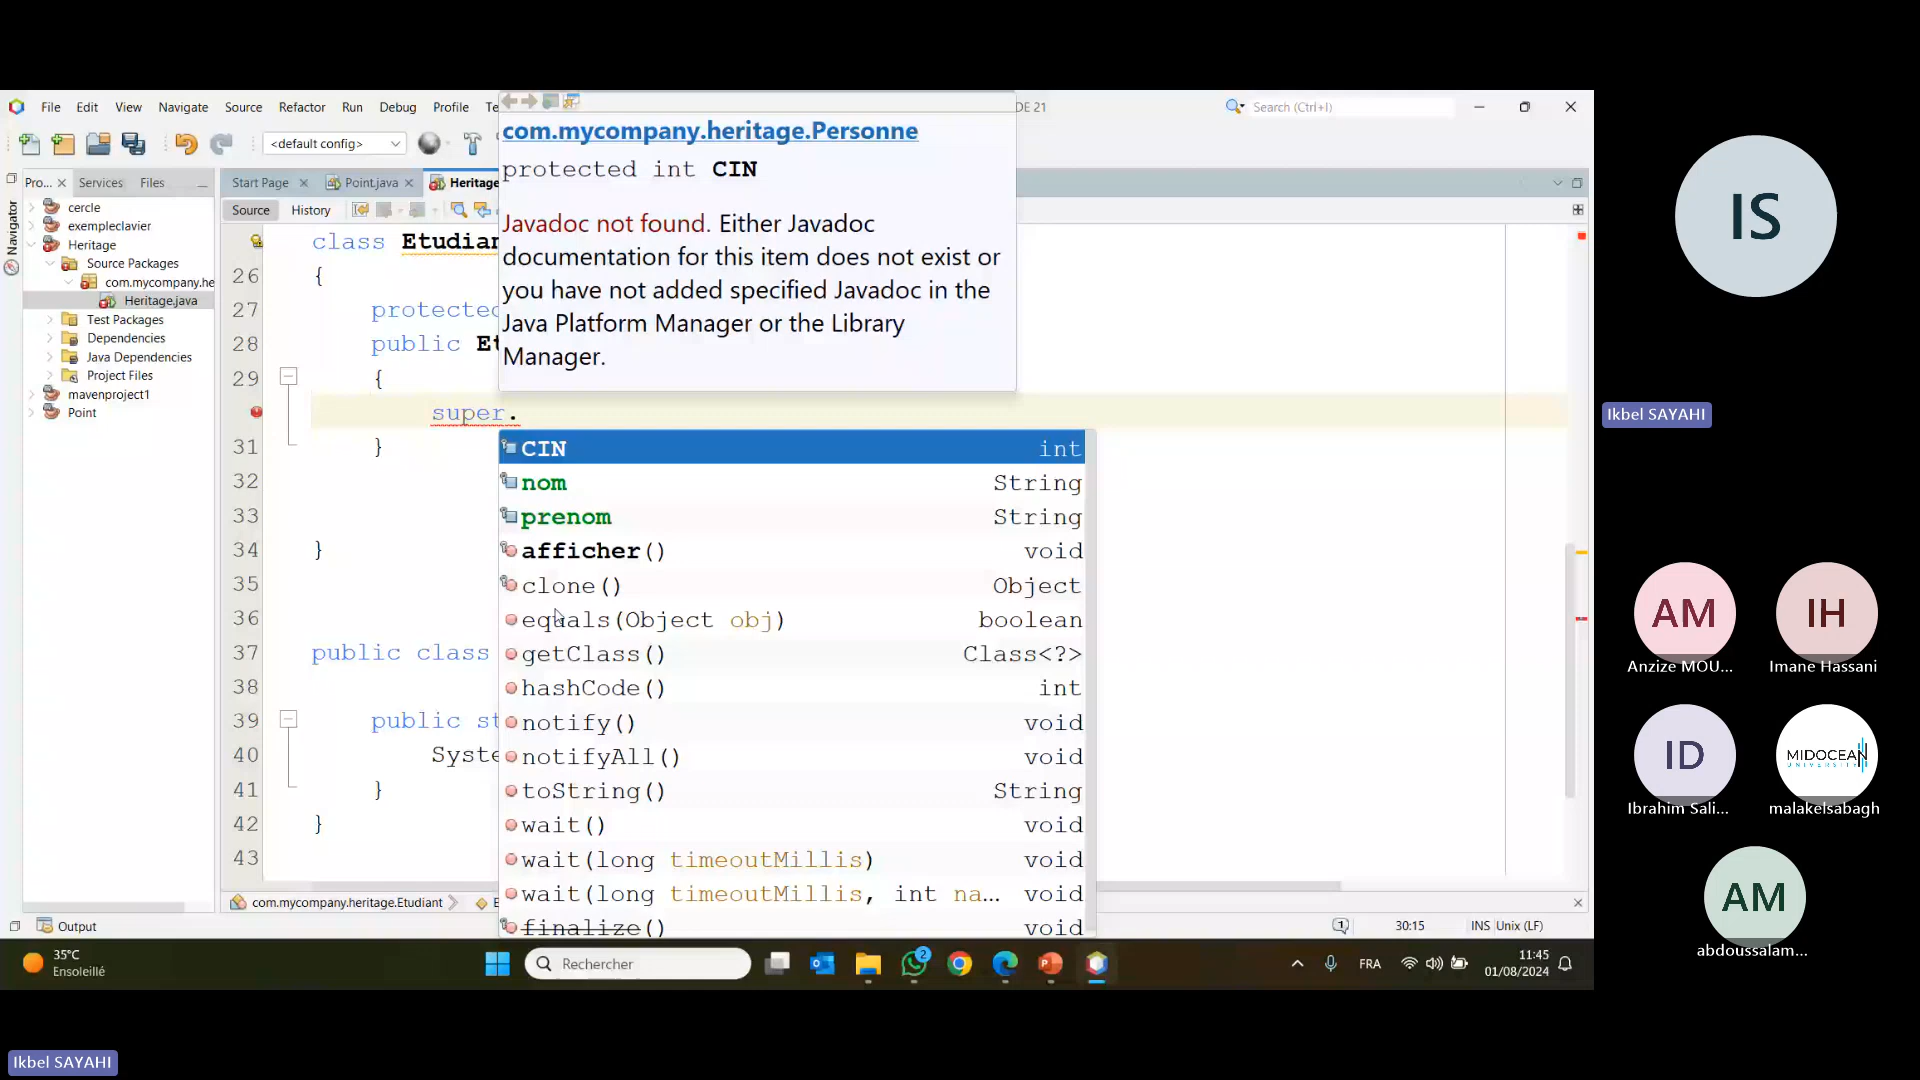 File Edit View Navigate Source Refactor Run Debug Profile Te
DE 21
Search (Ctrl+I)
<default config>
Pro... Services Files
Start Page Point.java Heritage
Source History
Navigator
cercle
exempleclavier
Heritage
Source Packages
com.mycompany.he
Heritage.java
Test Packages
Dependencies
Java Dependencies
Project Files
mavenproject1
Point
com.mycompany.heritage.Personne
protected int CIN
Javadoc not found. Either Javadoc
documentation for this item does not exist or
you have not added specified Javadoc in the
Java Platform Manager or the Library
Manager.
class Etudian
26 {
27 protected
28 public Et
29 {
super.
31 }
32
33
34 }
35
36
37 public class
38
39 public st
40 Syste
41 }
42 }
43
CIN int
nom String
prenom String
afficher() void
clone() Object
equals(Object obj) boolean
getClass() Class<?>
hashCode() int
notify() void
notifyAll() void
toString() String
wait() void
wait(long timeoutMillis) void
wait(long timeoutMillis, int na... void
finalize() void
com.mycompany.heritage.Etudiant
Output
1
30:15
INS Unix (LF)
35°C
Ensoleillé
Rechercher
2
FRA
11:45
01/08/2024
IS
Ikbel SAYAHI
AM
Anzize MOU...
IH
Imane Hassani
ID
Ibrahim Sali...
MIDOCEAN
UNIVERSITY
malakelsabagh
AM
abdoussalam...
Ikbel SAYAHI